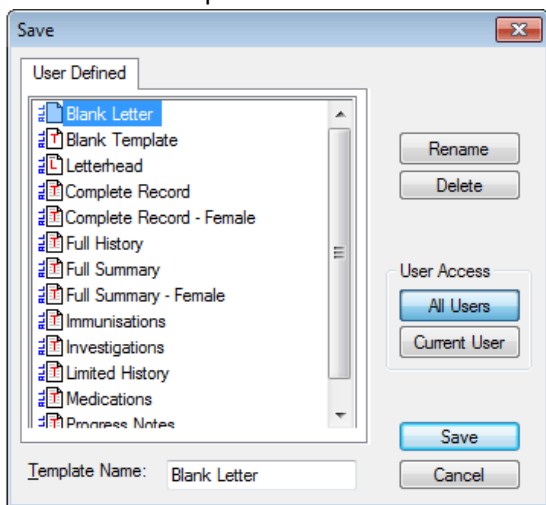 Save
User Defined
Blank Letter
Blank Template
Letterhead
Complete Record
Complete Record - Female
Full History
Full Summary
Full Summary - Female
Immunisations
Investigations
Limited History
Medications
Progress Notes
Rename
Delete
User Access
All Users
Current User
Save
Template Name: Blank Letter
Cancel